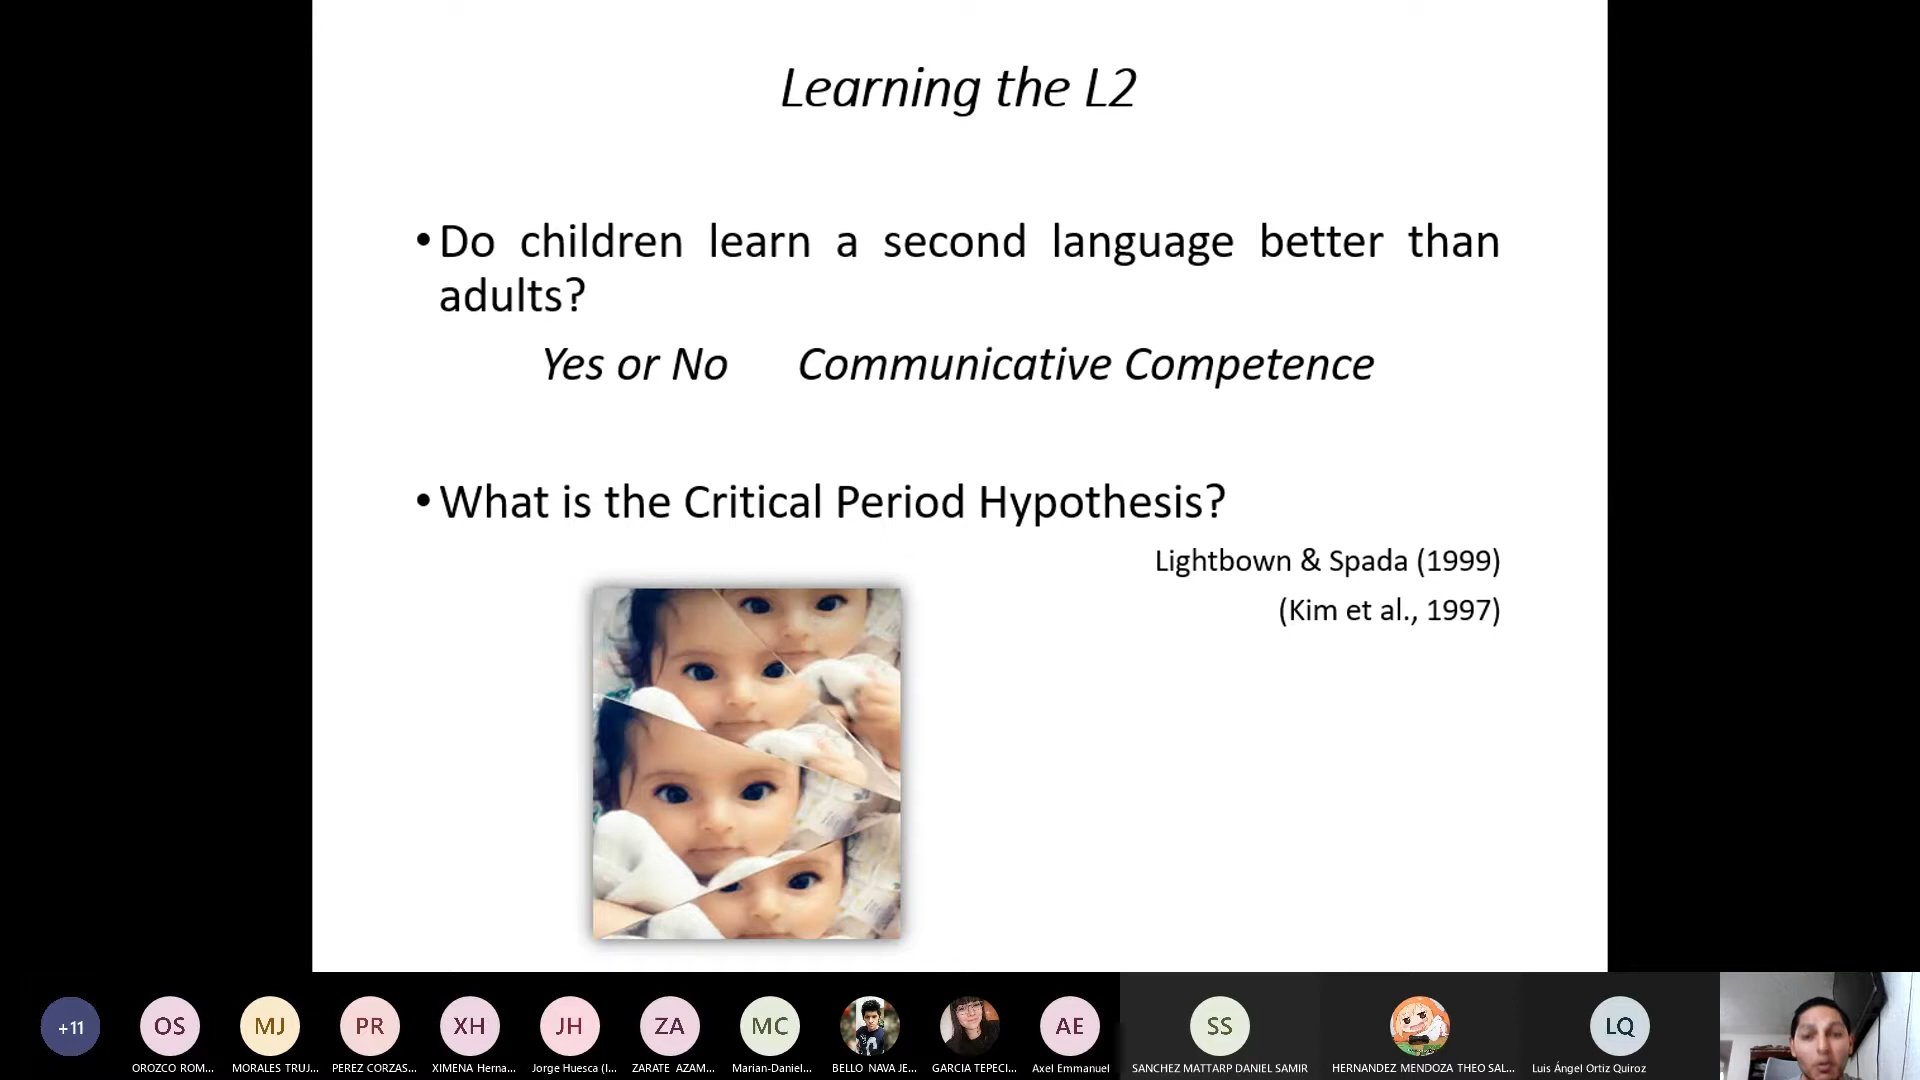 Learning the L2
•Do children learn a second language better than
adults?
Yes or No Communicative Competence
•What is the Critical Period Hypothesis?
Lightbown & Spada (1999)
(Kim et al., 1997)
+11
OS
MJ
PR
XH
JH
ZA
MC
AE
SS
LQ
OROZCO ROM...
MORALES TRUJ...
PEREZ CORZAS...
XIMENA Herna...
Jorge Huesca (I...
ZARATE AZAM...
Marian-Daniel...
BELLO NAVA JE...
GARCIA TEPECI...
Axel Emmanuel
SANCHEZ MATTARP DANIEL SAMIR
HERNANDEZ MENDOZA THEO SAL...
Luis Ángel Ortiz Quiroz